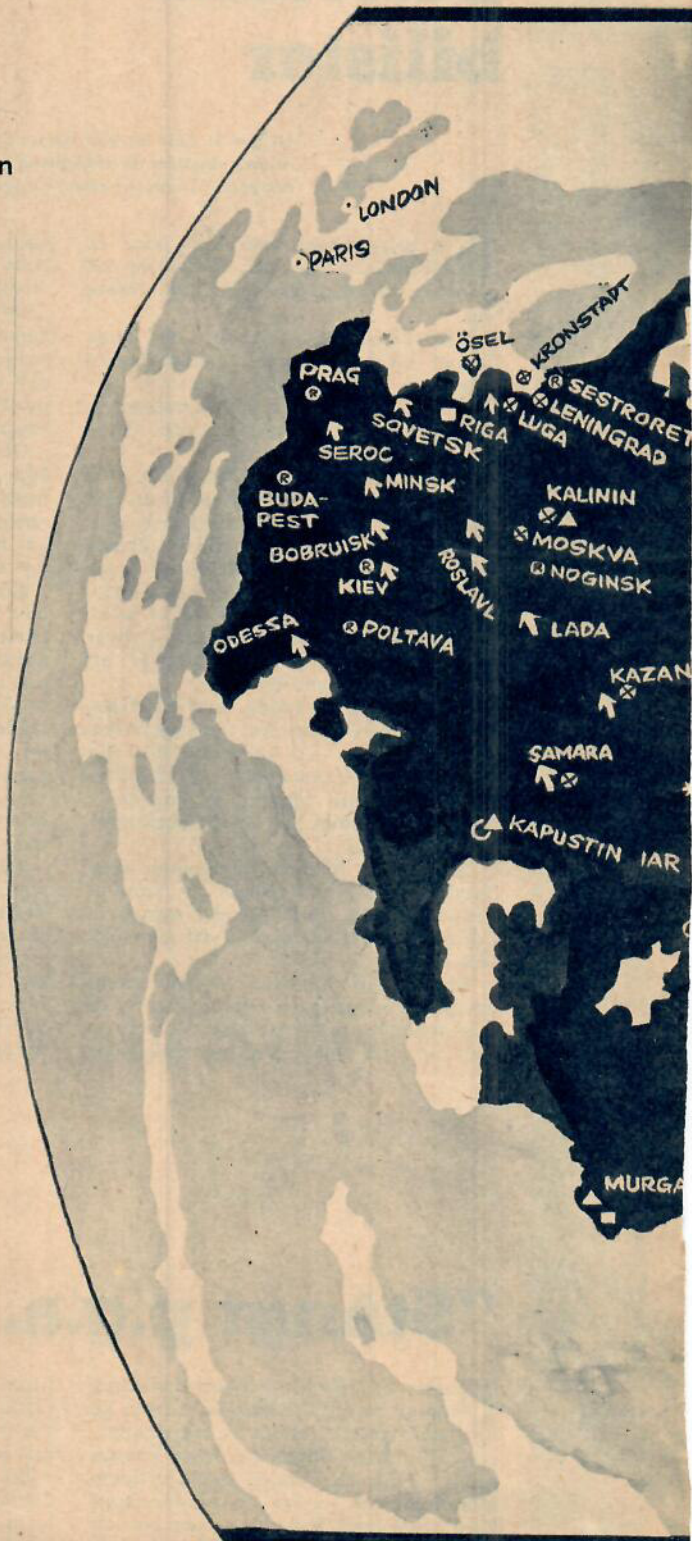 n
LONDON
PARIS
KRONSTADT
ÖSEL
PRAG
SESTRORET
SOVETSK
RIGA
LUGA
LENINGRAD
SEROC
MINSK
KALININ
BUDA-
PEST
BOBRUISK
MOSKVA
ROSLAVL
NOGINSK
KIEV
ODESSA
POLTAVA
LADA
KAZAN
SAMARA
KAPUSTIN IAR
MURGA